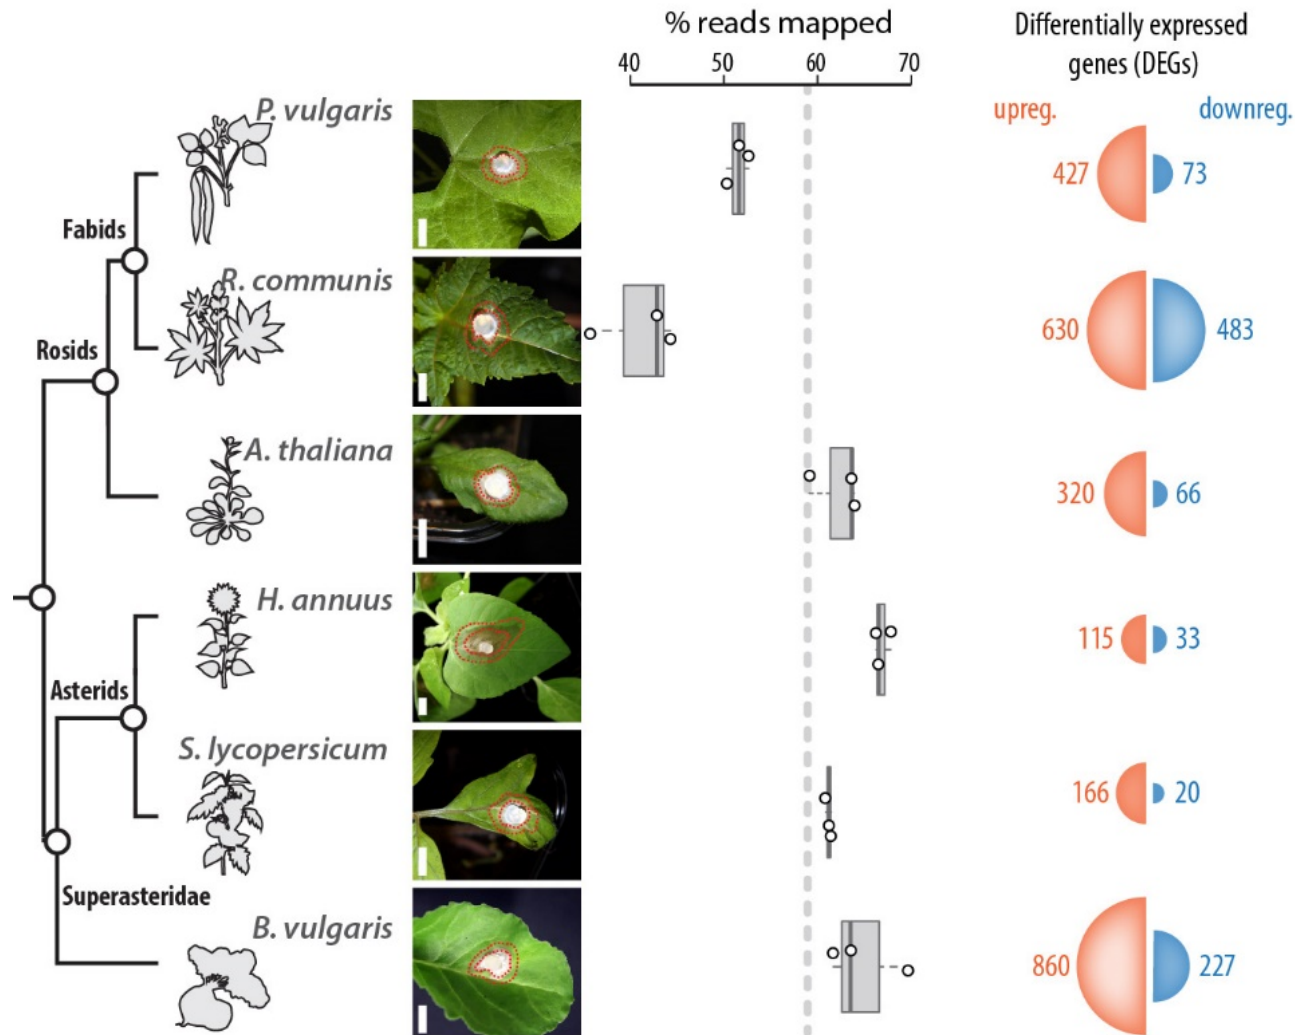 % reads mapped
40 50 60 70
Differentially expressed
genes (DEGs)
upreg. downreg.
P. vulgaris
427 73
Fabids
R. communis
630 483
Rosids
A. thaliana
320 66
H. annuus
115 33
Asterids
S. lycopersicum
166 20
Superasteridae
B. vulgaris
860 227